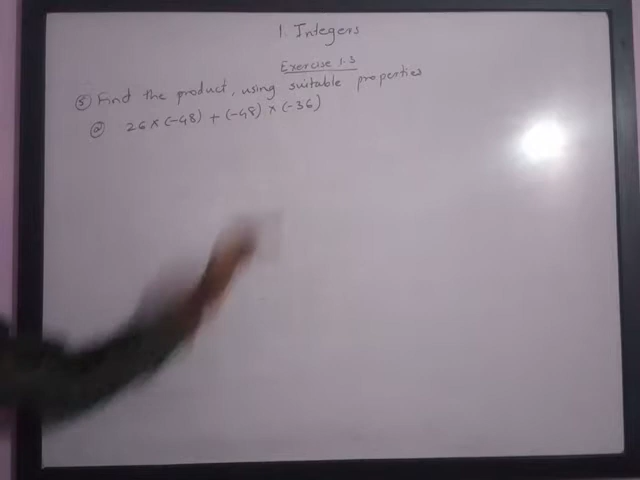 1. Integers
Exercise 1.3
⑤ Find the product, using suitable properties
ⓐ 26 × (-48) + (-48) × (-36)